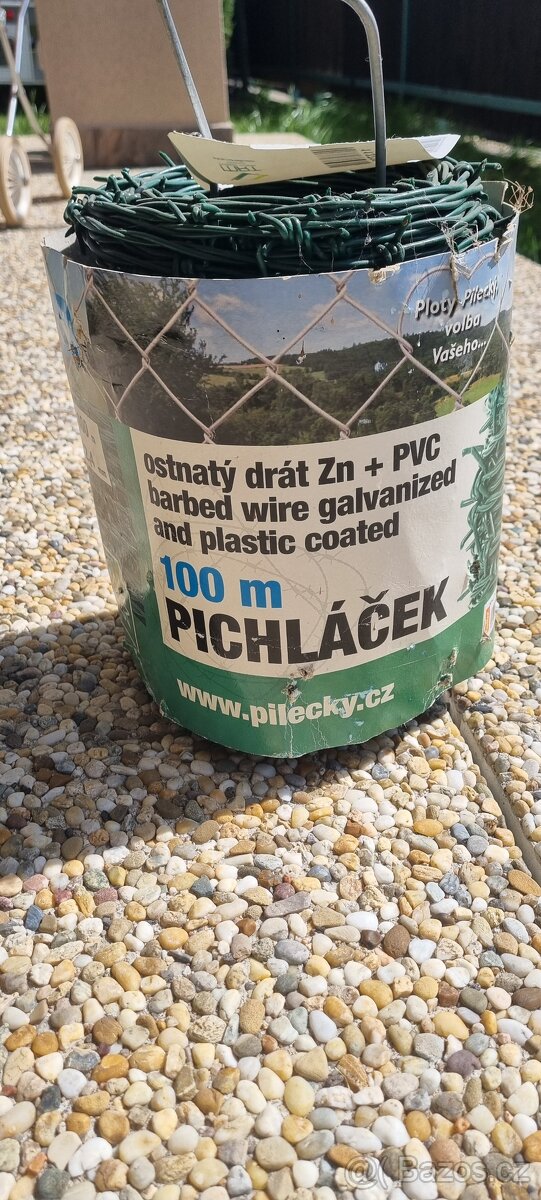 Ploty Pilecký,
volba
Vašeho...
ostnatý drát Zn + PVC
barbed wire galvanized
and plastic coated
100 m
PICHLÁČEK
www.pilecky.cz
@ Bazos.cz